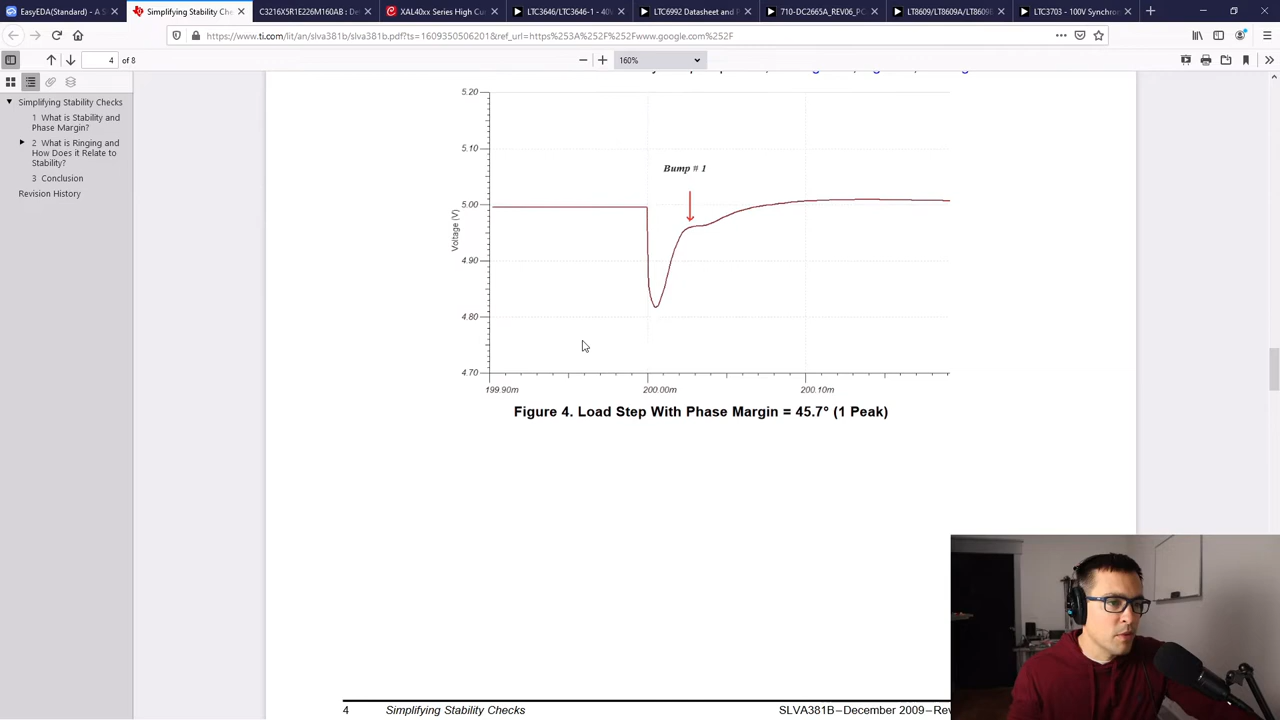 EasyEDA(Standard) - A S
Simplifying Stability Che
C3216X5R1E226M160AB : De
XAL40xx Series High Cur
LTC3646/LTC3646-1 - 40V
LTC6992 Datasheet and P
710-DC2665A_REV06_PC
LT8609/LT8609A/LT8609B
LTC3703 - 100V Synchro
https://www.ti.com/lit/an/slva381b/slva381b.pdf?ts=1609350506201&ref_url=https%253A%252F%252Fwww.google.com%252F
4 of 8
160%
Simplifying Stability Checks
1 What is Stability and
Phase Margin?
2 What is Ringing and
How Does it Relate to
Stability?
3 Conclusion
Revision History
5.20
5.10
5.00
4.90
4.80
4.70
Voltage (V)
Bump # 1
199.90m
200.00m
200.10m
Figure 4. Load Step With Phase Margin = 45.7° (1 Peak)
4 Simplifying Stability Checks
SLVA381B–December 2009–Rev